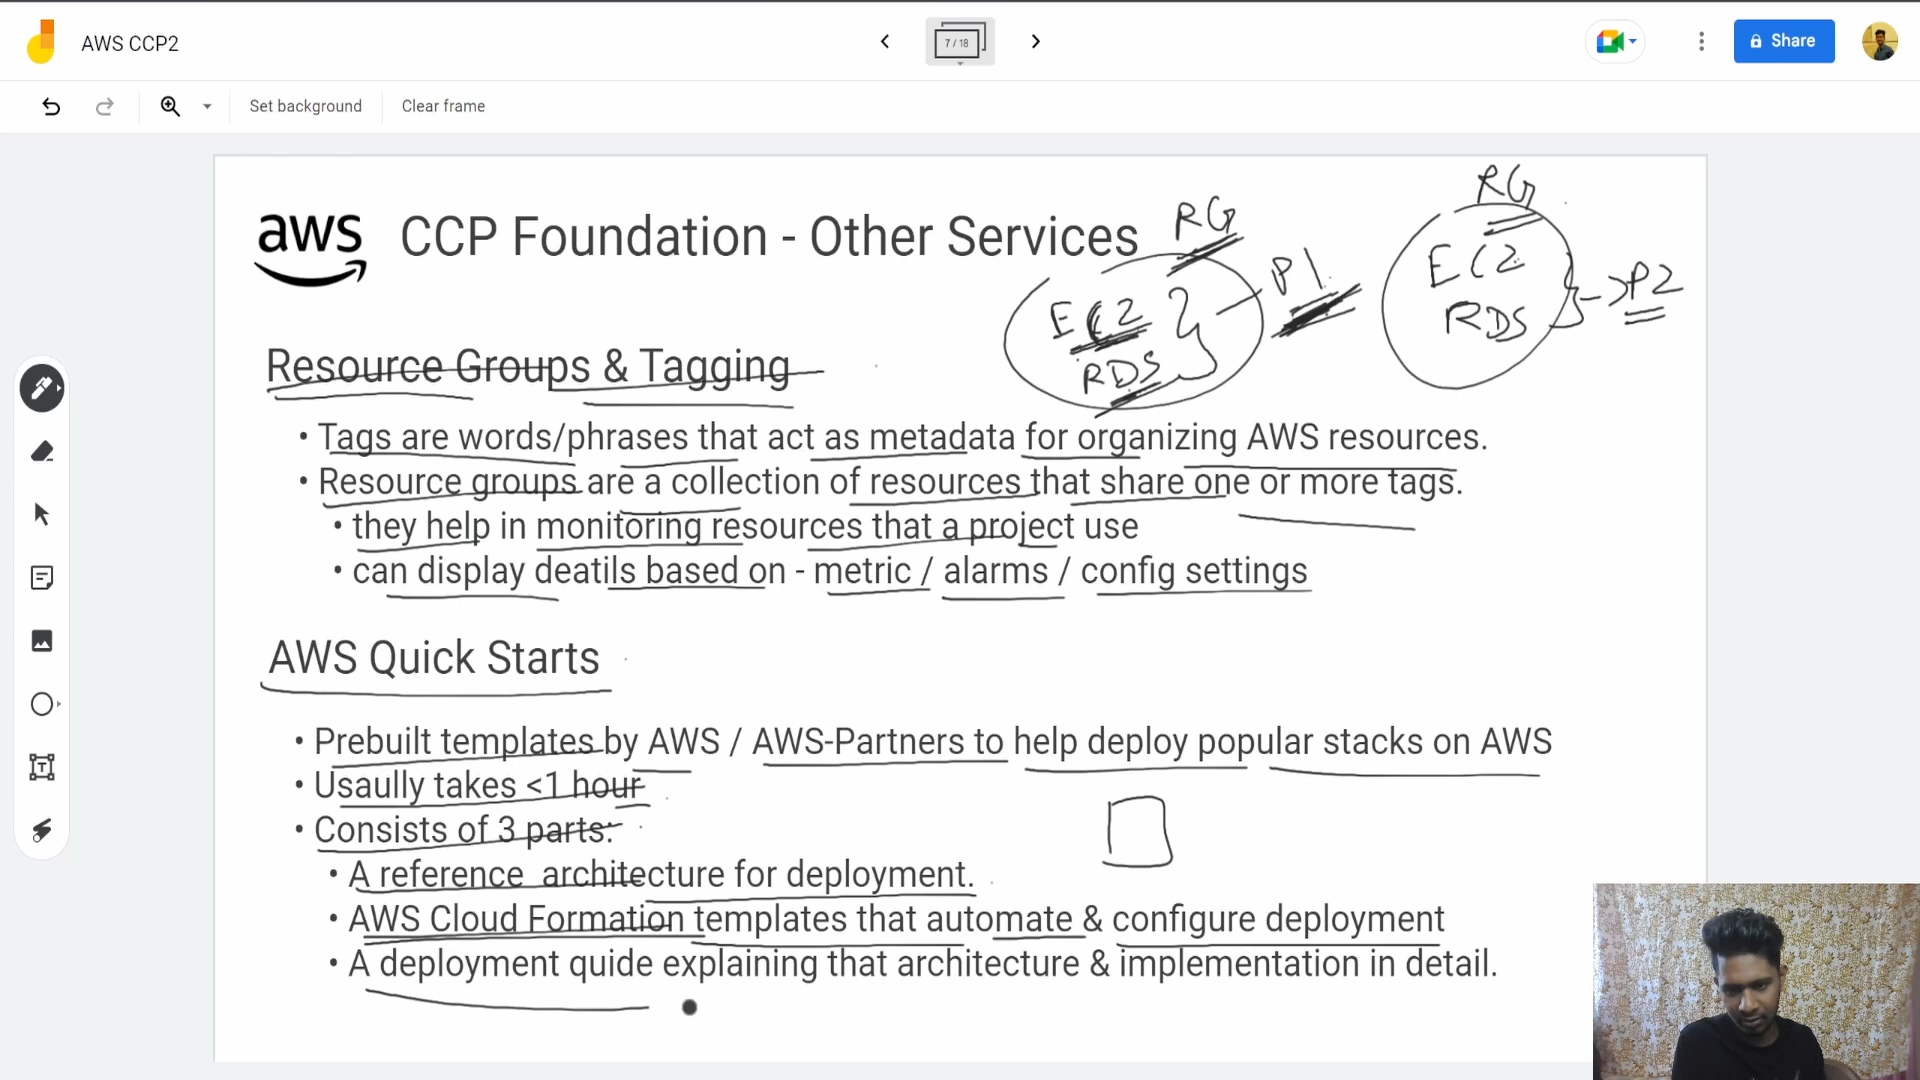 AWS CCP2
7 / 18
Share
Set background
Clear frame
aws CCP Foundation - Other Services
RG
EC2
RDS
P1
RG
EC2
RDS
P2
Resource Groups & Tagging
• Tags are words/phrases that act as metadata for organizing AWS resources.
• Resource groups are a collection of resources that share one or more tags.
• they help in monitoring resources that a project use
• can display deatils based on - metric / alarms / config settings
AWS Quick Starts
• Prebuilt templates by AWS / AWS-Partners to help deploy popular stacks on AWS
• Usaully takes <1 hour
• Consists of 3 parts:
• A reference architecture for deployment.
• AWS Cloud Formation templates that automate & configure deployment
• A deployment quide explaining that architecture & implementation in detail.